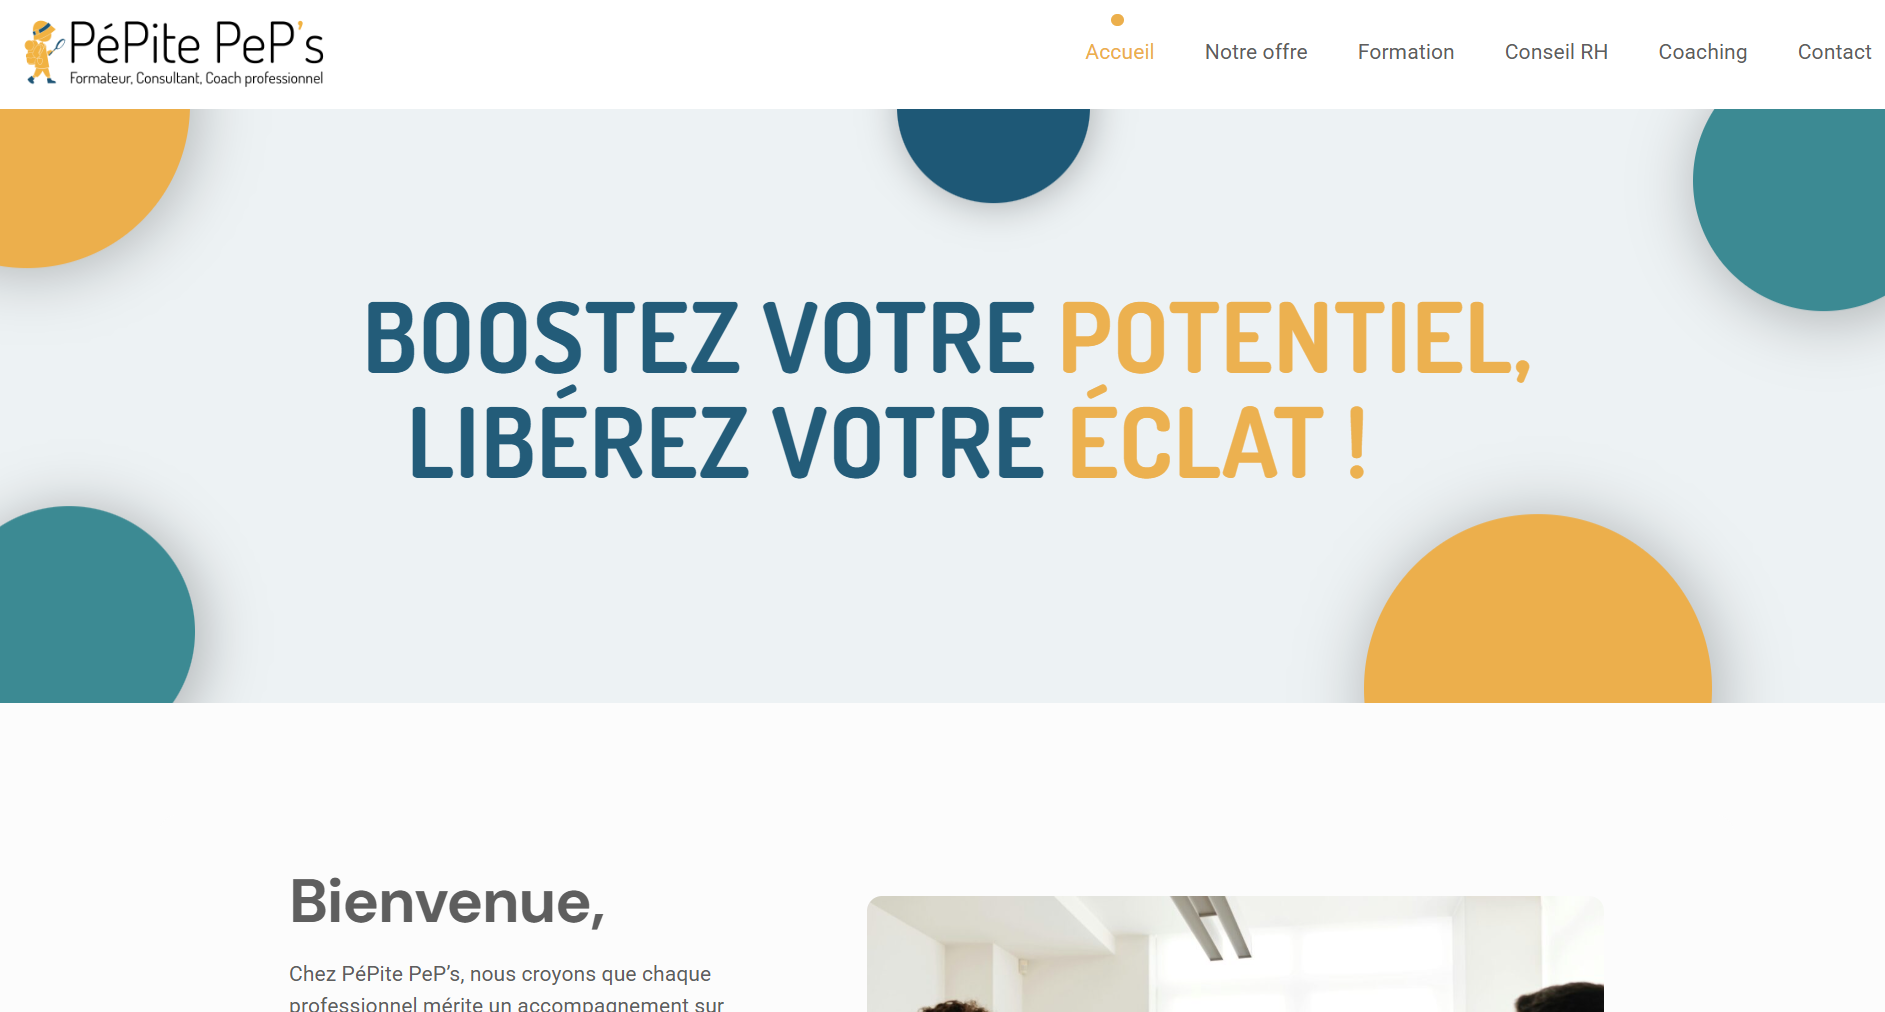 PéPite PeP's
Formateur, Consultant, Coach professionnel
Accueil Notre offre Formation Conseil RH Coaching Contact
BOOSTEZ VOTRE POTENTIEL,
LIBÉREZ VOTRE ÉCLAT !
Bienvenue,
Chez PéPite PeP’s, nous croyons que chaque
professionnel mérite un accompagnement sur